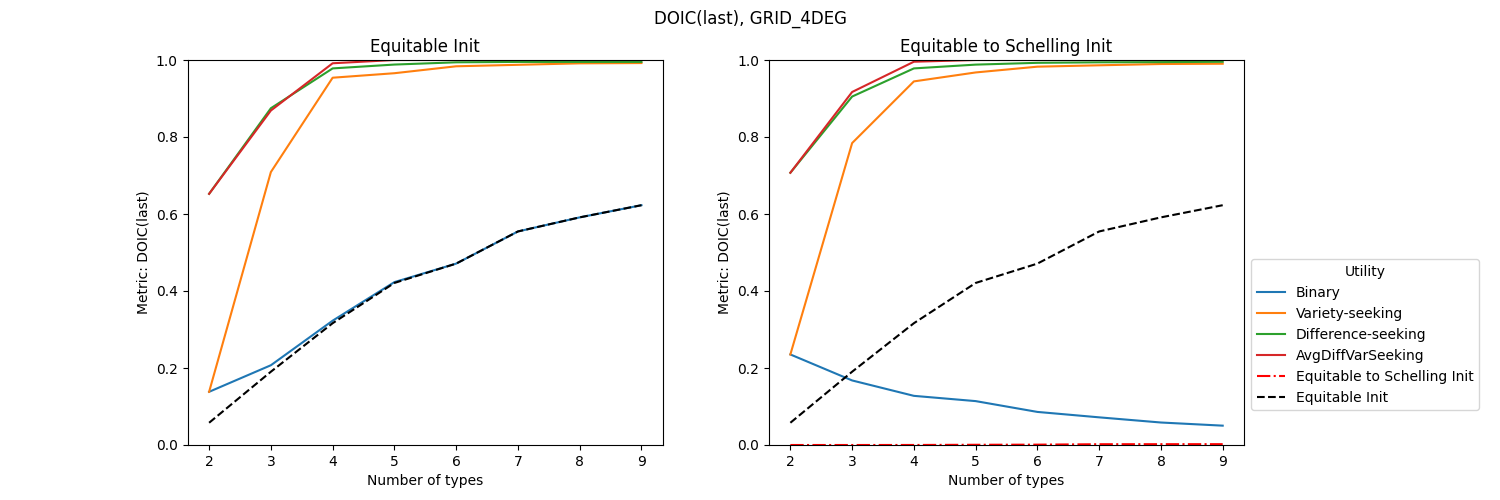 DOIC(last), GRID_4DEG
Equitable Init
Metric: DOIC(last)
1.0
0.8
0.6
0.4
0.2
0.0
2 3 4 5 6 7 8 9
Number of types
Equitable to Schelling Init
Metric: DOIC(last)
1.0
0.8
0.6
0.4
0.2
0.0
2 3 4 5 6 7 8 9
Number of types
Utility
Binary
Variety-seeking
Difference-seeking
AvgDiffVarSeeking
Equitable to Schelling Init
Equitable Init